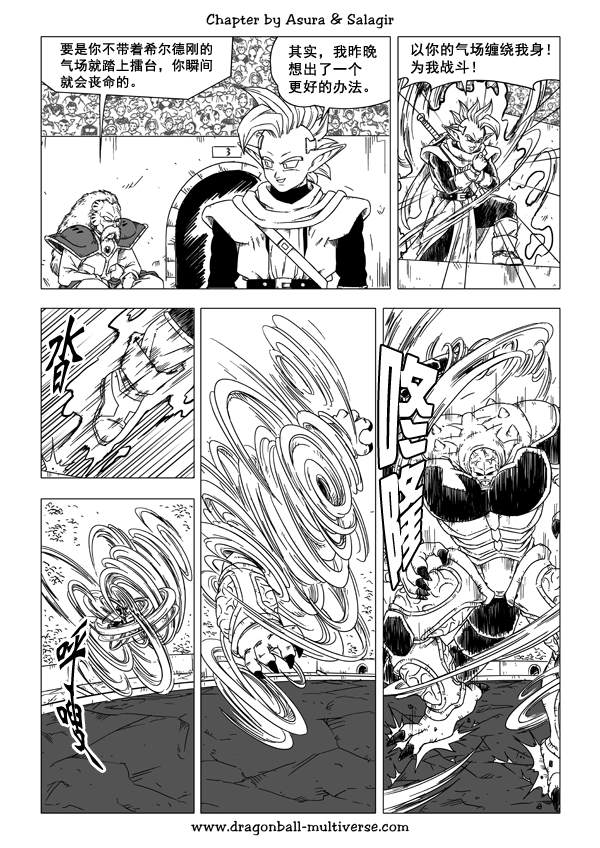 Chapter by Asura & Salagir
要是你不带着希尔德刚的
气场就踏上擂台，你瞬间
就会丧命的。
其实，我昨晚
想出了一个
更好的办法。
以你的气场缠绕我身！
为我战斗！
3
www.dragonball-multiverse.com